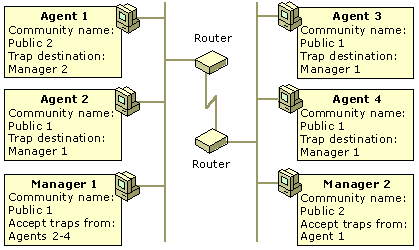 Agent 1
Community name:
Public 2
Trap destination:
Manager 2
Agent 2
Community name:
Public 1
Trap destination:
Manager 1
Manager 1
Community name:
Public 1
Accept traps from:
Agents 2-4
Router
Router
Agent 3
Community name:
Public 1
Trap destination:
Manager 1
Agent 4
Community name:
Public 1
Trap destination:
Manager 1
Manager 2
Community name:
Public 2
Accept traps from:
Agent 1